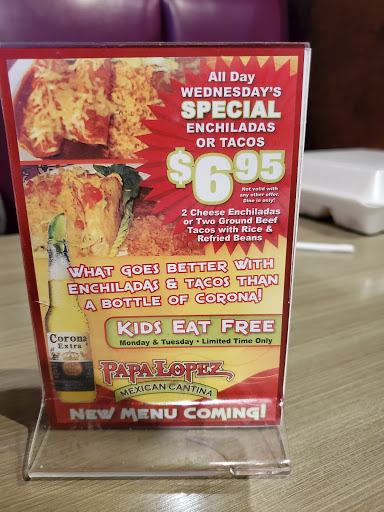 All Day
WEDNESDAY'S
SPECIAL
ENCHILADAS
OR TACOS
$6.95
Not valid with
any other offer.
Dine in only!
2 Cheese Enchiladas
or Two Ground Beef
Tacos with Rice &
Refried Beans
WHAT GOES BETTER WITH
ENCHILADAS & TACOS THAN
A BOTTLE OF CORONA!
Corona
Extra
KIDS EAT FREE
Monday & Tuesday • Limited Time Only
PAPA LOPEZ
MEXICAN CANTINA
NEW MENU COMING!